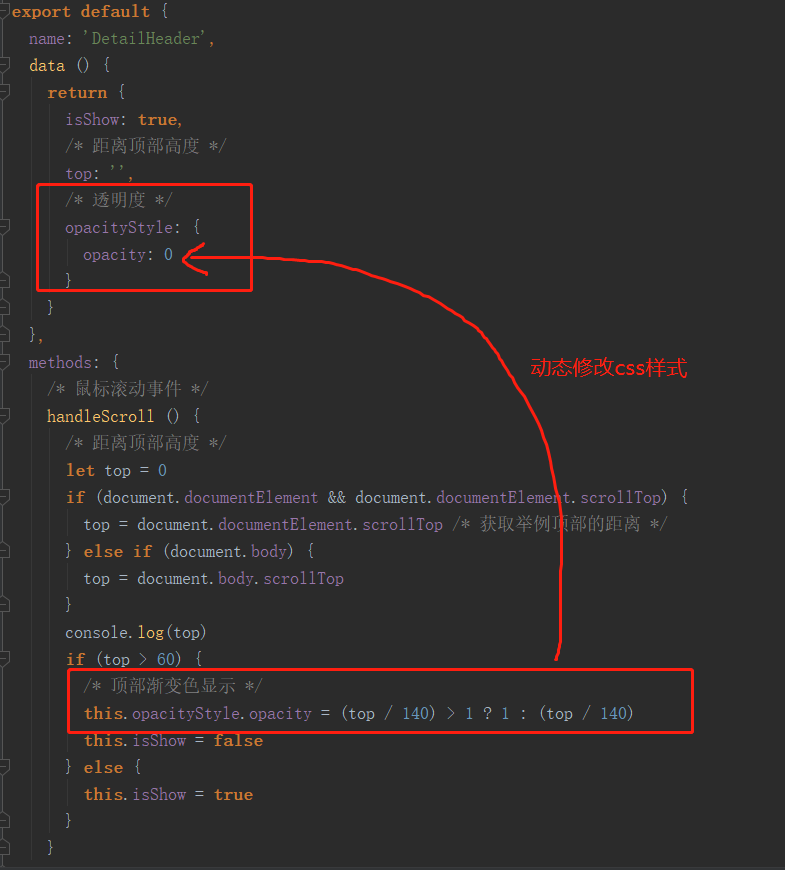 export default {
name: 'DetailHeader',
data () {
return {
isShow: true,
/* 距离顶部高度 */
top: '',
/* 透明度 */
opacityStyle: {
opacity: 0
}
}
},
methods: {
动态修改css样式
/* 鼠标滚动事件 */
handleScroll () {
/* 距离顶部高度 */
let top = 0
if (document.documentElement && document.documentElement.scrollTop) {
top = document.documentElement.scrollTop /* 获取举例顶部的距离 */
} else if (document.body) {
top = document.body.scrollTop
}
console.log(top)
if (top > 60) {
/* 顶部渐变色显示 */
this.opacityStyle.opacity = (top / 140) > 1 ? 1 : (top / 140)
this.isShow = false
} else {
this.isShow = true
}
}